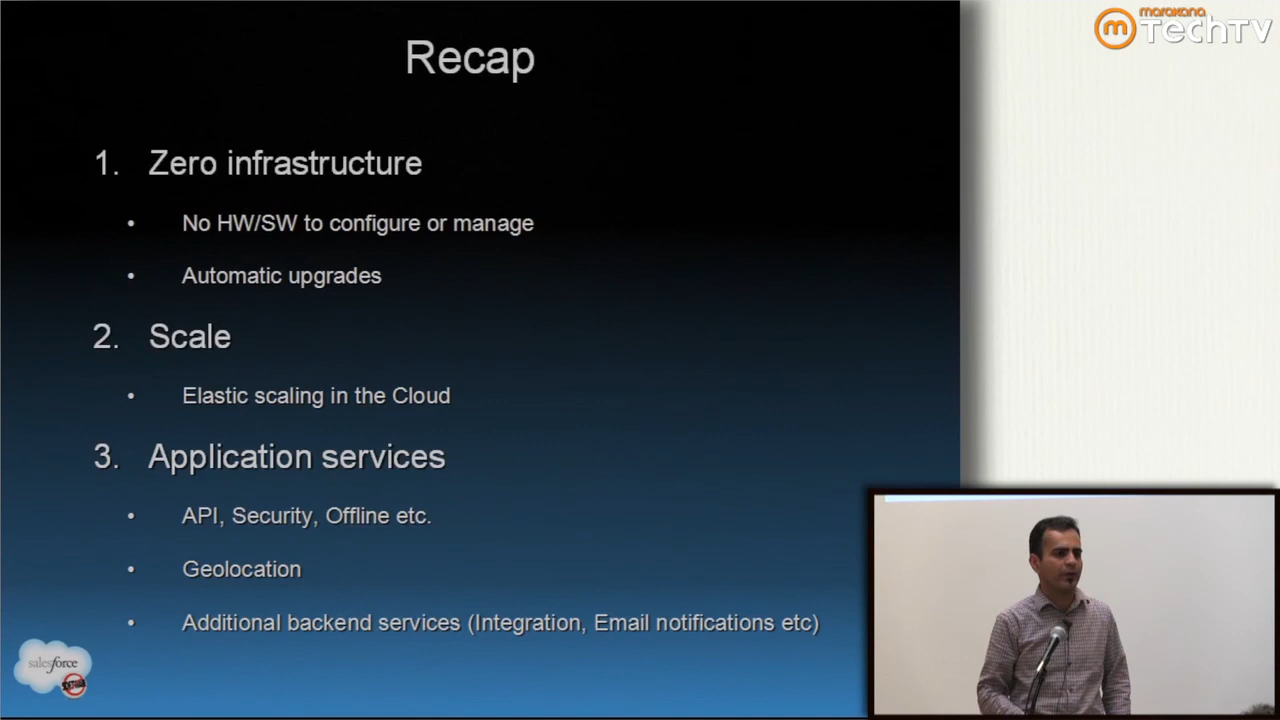 marakana
TechTV
Recap
1. Zero infrastructure
• No HW/SW to configure or manage
• Automatic upgrades
2. Scale
• Elastic scaling in the Cloud
3. Application services
• API, Security, Offline etc.
• Geolocation
• Additional backend services (Integration, Email notifications etc)
salesforce